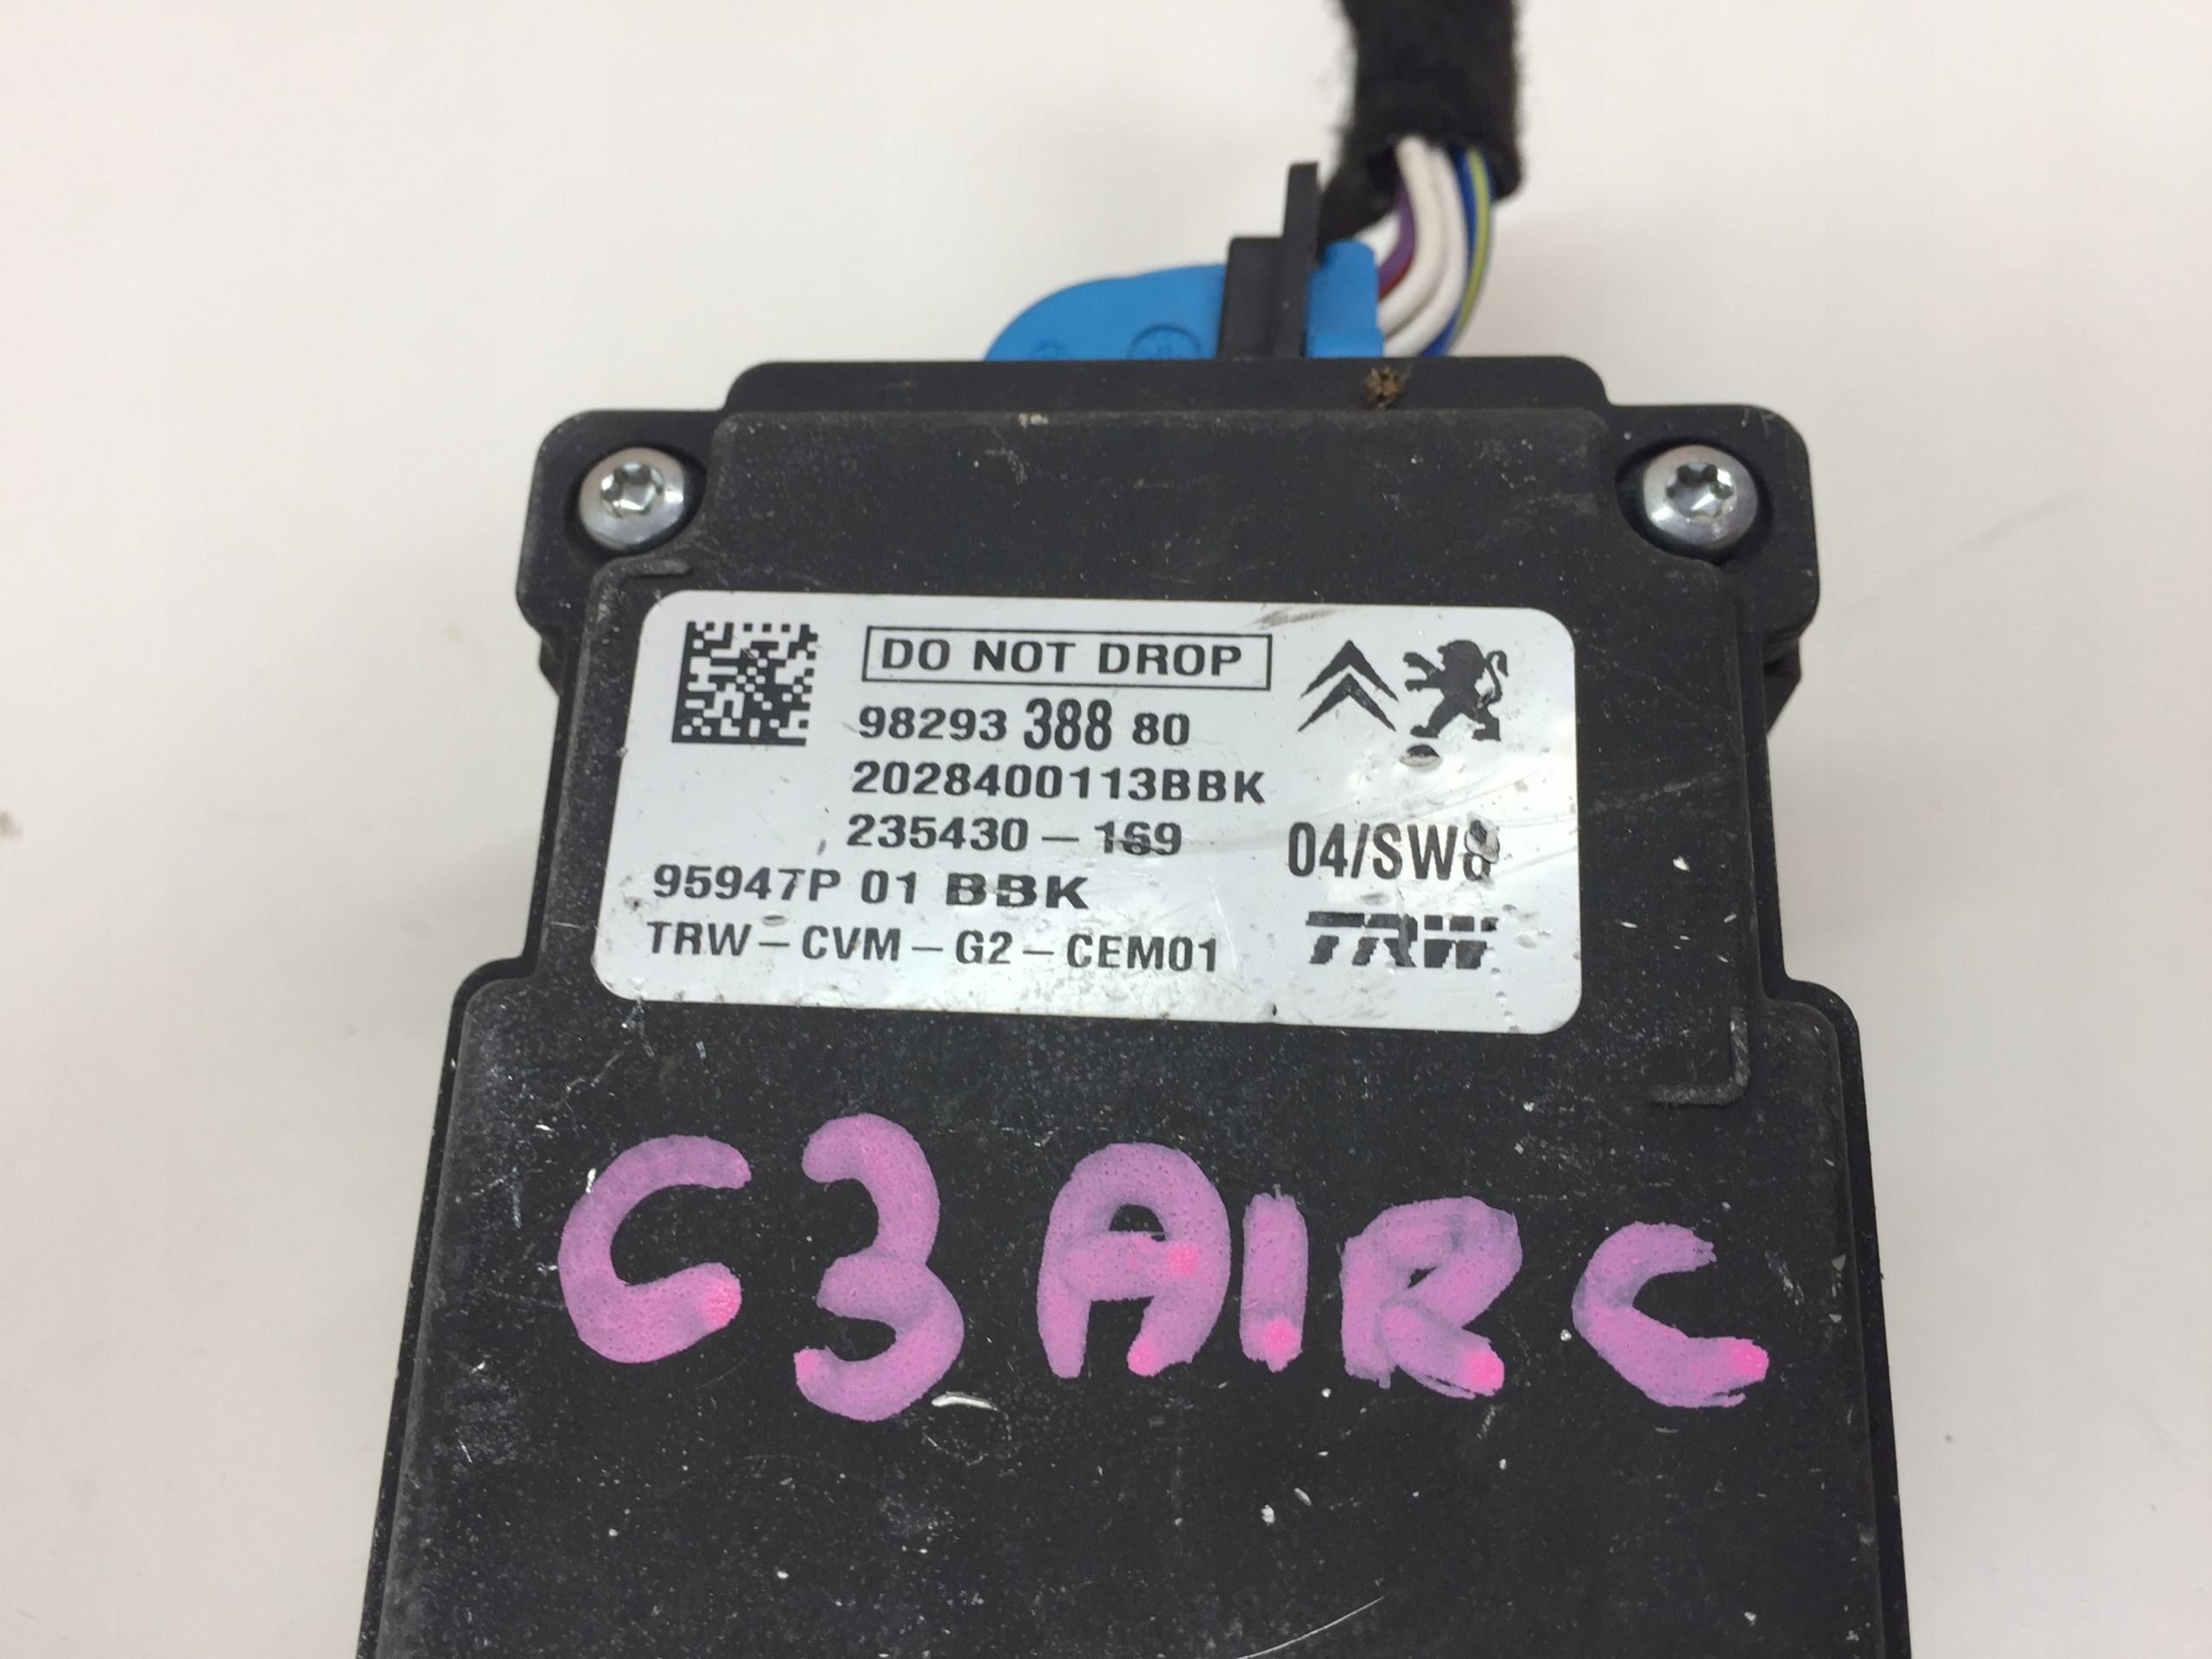 DO NOT DROP
98293 388 80
2028400113BBK
235430-169
04/SW8
95947P 01 BBK
TRW-CVM-G2-CEM01
TRW
C3 AIRC